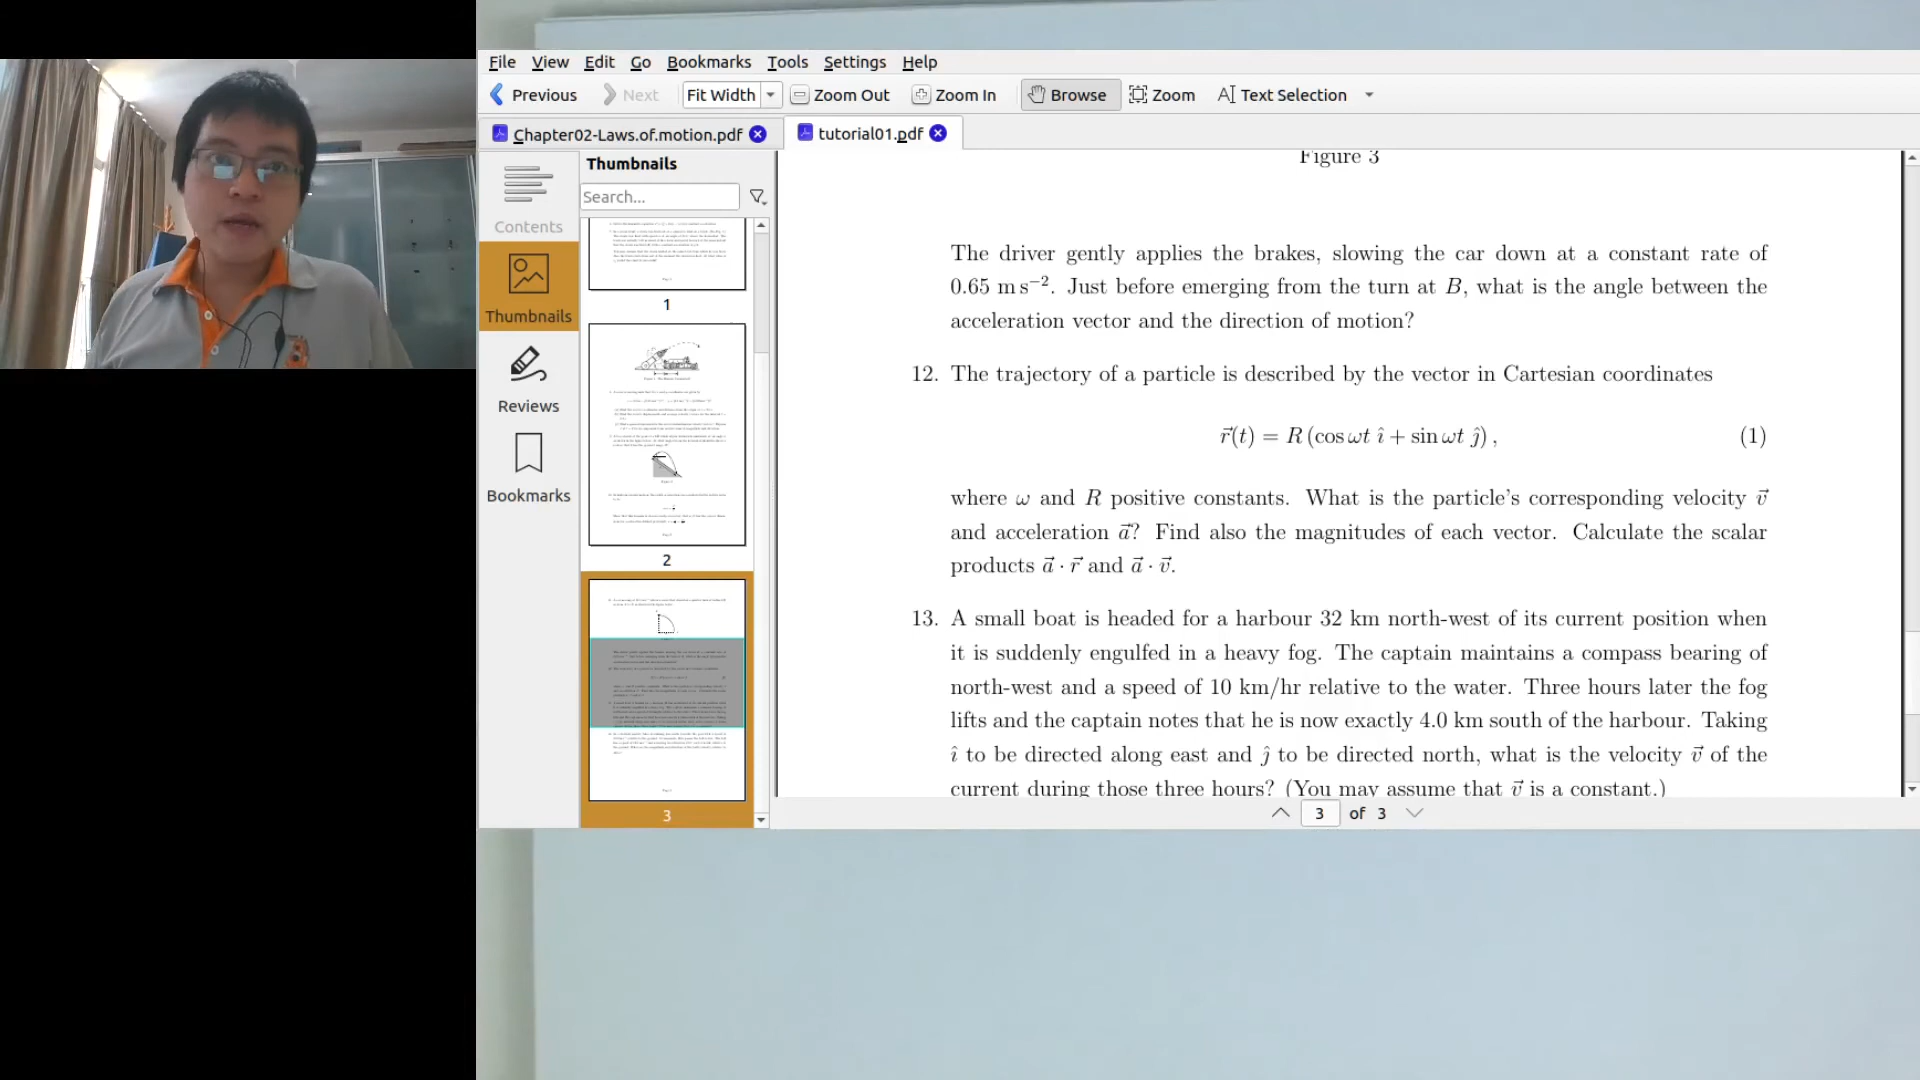 File View Edit Go Bookmarks Tools Settings Help
Previous Next Fit Width Zoom Out Zoom In Browse Zoom Text Selection
Chapter02-Laws.of.motion.pdf tutorial01.pdf
Contents
Thumbnails
Reviews
Bookmarks
Thumbnails
Search...
1
2
3
Figure 3
The driver gently applies the brakes, slowing the car down at a constant rate of
0.65 m s⁻². Just before emerging from the turn at B, what is the angle between the
acceleration vector and the direction of motion?
12. The trajectory of a particle is described by the vector in Cartesian coordinates
r⃗(t) = R (cos ωt î + sin ωt ĵ) , (1)
where ω and R positive constants. What is the particle's corresponding velocity v⃗
and acceleration a⃗? Find also the magnitudes of each vector. Calculate the scalar
products a⃗ · r⃗ and a⃗ · v⃗.
13. A small boat is headed for a harbour 32 km north-west of its current position when
it is suddenly engulfed in a heavy fog. The captain maintains a compass bearing of
north-west and a speed of 10 km/hr relative to the water. Three hours later the fog
lifts and the captain notes that he is now exactly 4.0 km south of the harbour. Taking
î to be directed along east and ĵ to be directed north, what is the velocity v⃗ of the
current during those three hours? (You may assume that v⃗ is a constant.)
3 of 3